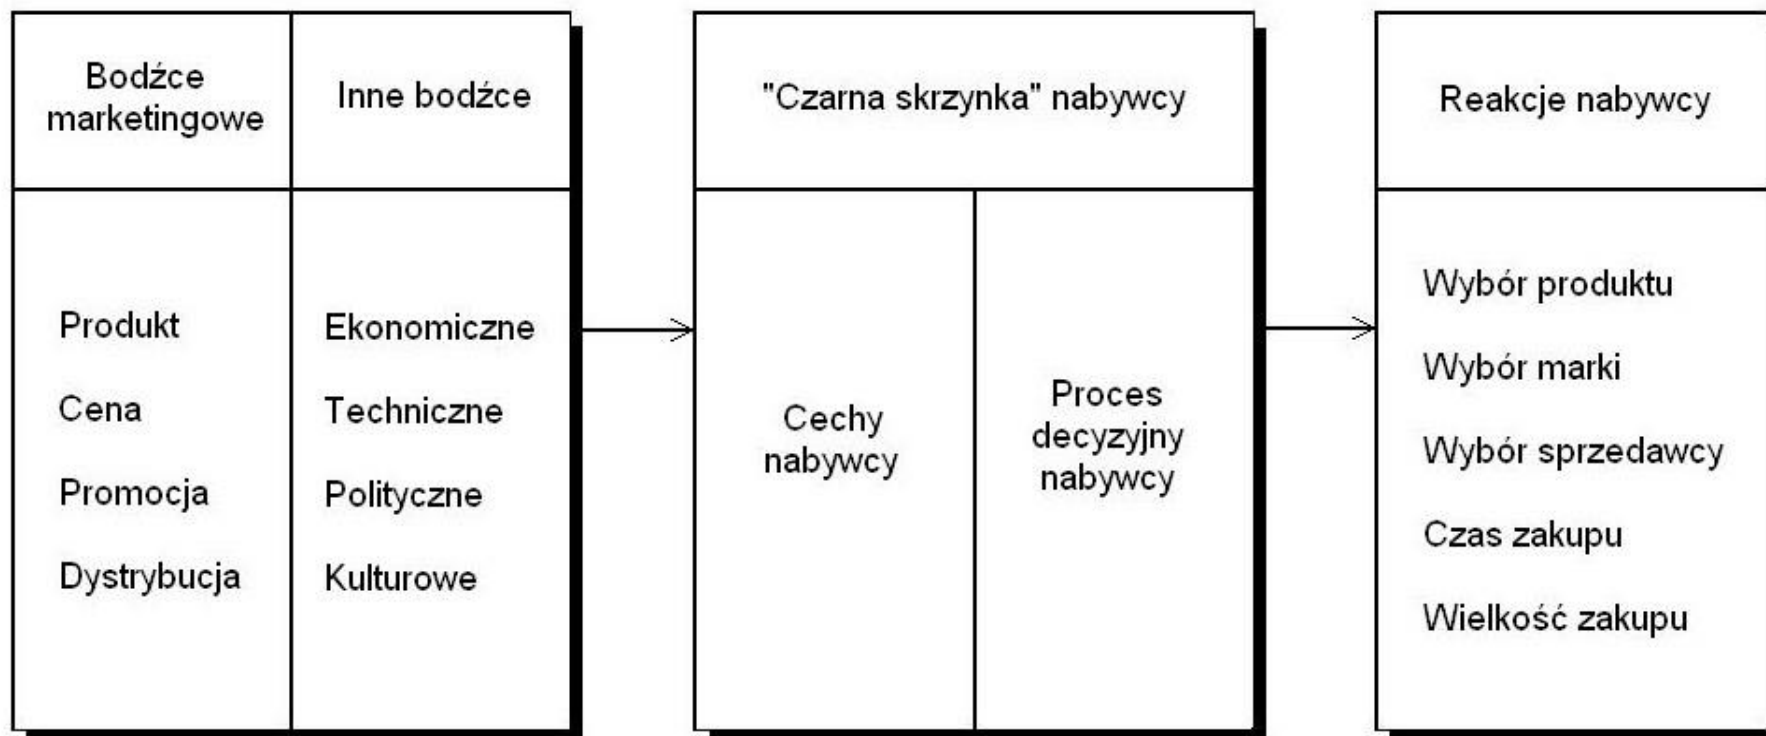 Bodźce
marketingowe
Inne bodźce
Produkt
Cena
Promocja
Dystrybucja
Ekonomiczne
Techniczne
Polityczne
Kulturowe
"Czarna skrzynka" nabywcy
Cechy
nabywcy
Proces
decyzyjny
nabywcy
Reakcje nabywcy
Wybór produktu
Wybór marki
Wybór sprzedawcy
Czas zakupu
Wielkość zakupu